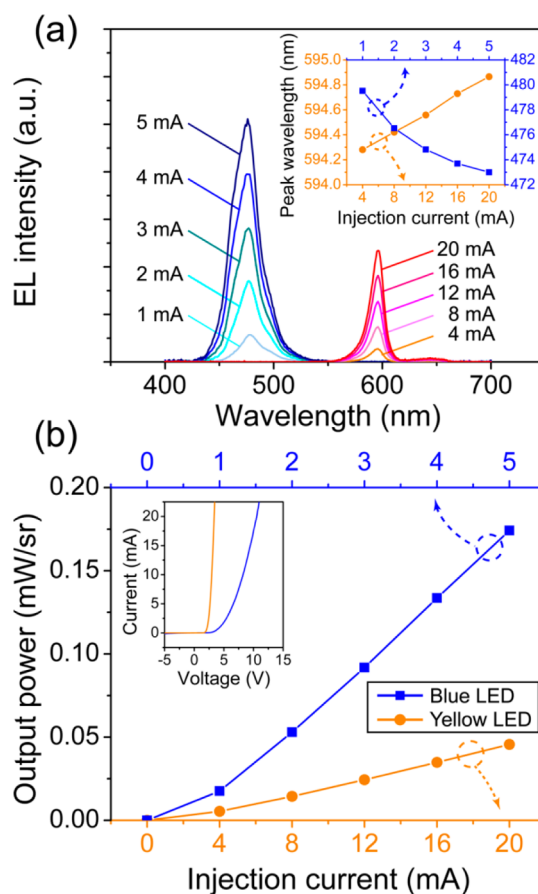 (a)
EL intensity (a.u.)
5 mA
4 mA
3 mA
2 mA
1 mA
20 mA
16 mA
12 mA
8 mA
4 mA
1 2 3 4 5
Peak wavelength (nm)
595.0
594.8
594.6
594.4
594.2
594.0
482
480
478
476
474
472
4 8 12 16 20
Injection current (mA)
400 500 600 700
Wavelength (nm)
(b)
0 1 2 3 4 5
Output power (mW/sr)
0.20
0.15
0.10
0.05
0.00
Current (mA)
20
15
10
5
0
-5 0 5 10 15
Voltage (V)
Blue LED
Yellow LED
0 4 8 12 16 20
Injection current (mA)